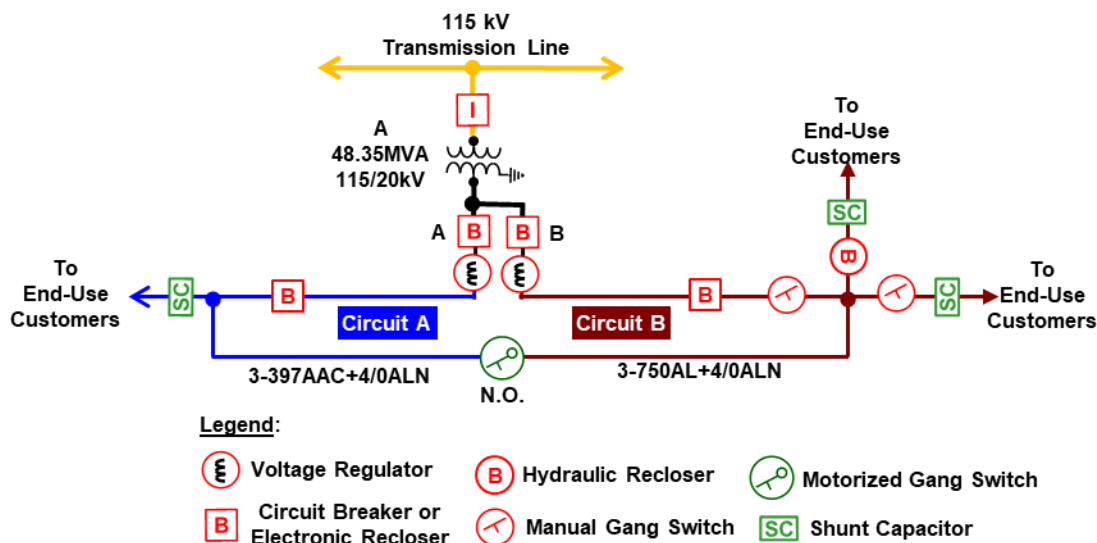 115 kV
Transmission Line
I
A
48.35MVA
115/20kV
A
B
B
B
To
End-Use
Customers
SC
B
To
End-Use
Customers
SC
B
Circuit A
Circuit B
B
SC
To
End-Use
Customers
3-397AAC+4/0ALN
N.O.
3-750AL+4/0ALN
Legend:
Voltage Regulator
B
Hydraulic Recloser
Motorized Gang Switch
B
Circuit Breaker or
Electronic Recloser
Manual Gang Switch
SC
Shunt Capacitor